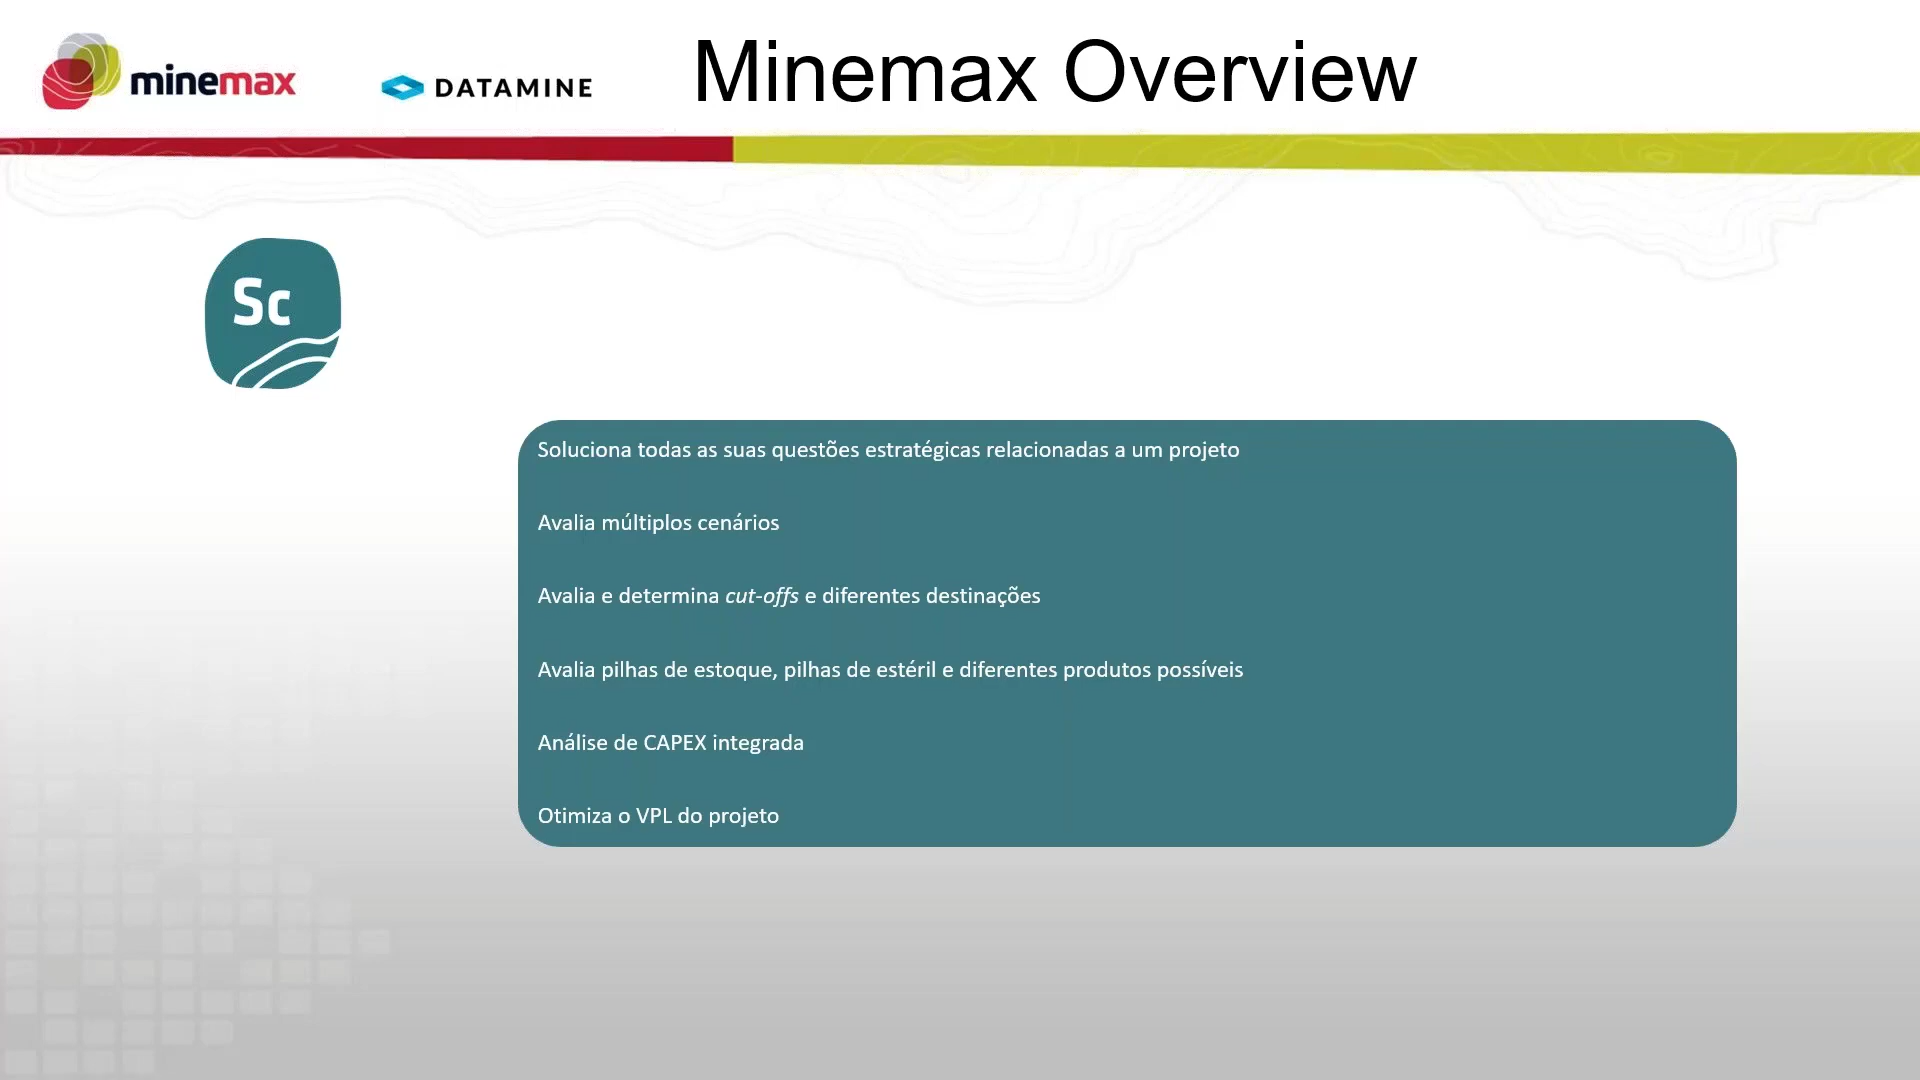 minemax
DATAMINE
Minemax Overview
Sc
Soluciona todas as suas questões estratégicas relacionadas a um projeto
Avalia múltiplos cenários
Avalia e determina cut-offs e diferentes destinações
Avalia pilhas de estoque, pilhas de estéril e diferentes produtos possíveis
Análise de CAPEX integrada
Otimiza o VPL do projeto